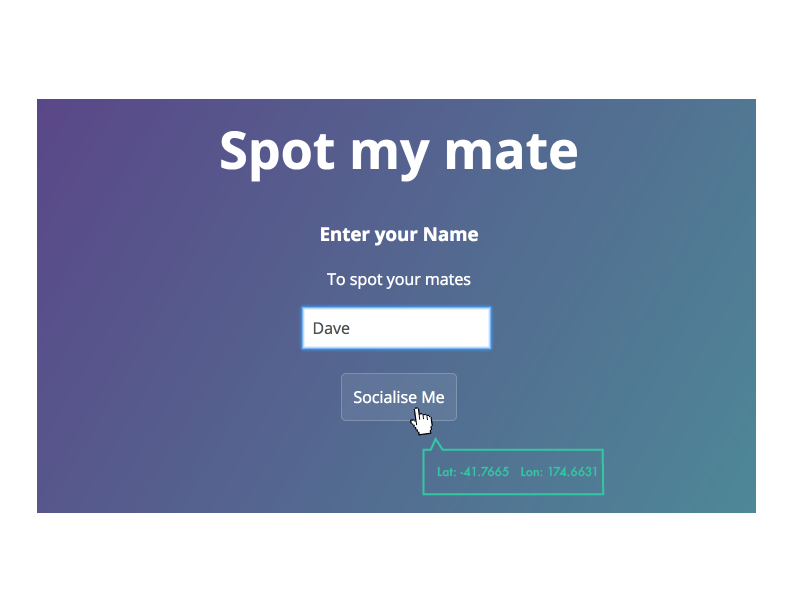 Spot my mate
Enter your Name
To spot your mates
Dave
Socialise Me
Lat: -41.7665 Lon: 174.6631